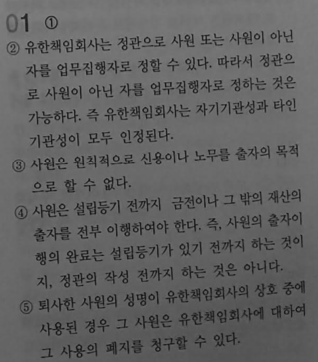 01 ①
② 유한책임회사는 정관으로 사원 또는 사원이 아닌
자를 업무집행자로 정할 수 있다. 따라서 정관으
로 사원이 아닌 자를 업무집행자로 정하는 것은
가능하다. 즉 유한책임회사는 자기기관성과 타인
기관성이 모두 인정된다.
③ 사원은 원칙적으로 신용이나 노무를 출자의 목적
으로 할 수 없다.
④ 사원은 설립등기 전까지 금전이나 그 밖의 재산의
출자를 전부 이행하여야 한다. 즉, 사원의 출자이
행의 완료는 설립등기가 있기 전까지 하는 것이
지, 정관의 작성 전까지 하는 것은 아니다.
⑤ 퇴사한 사원의 성명이 유한책임회사의 상호 중에
사용된 경우 그 사원은 유한책임회사에 대하여
그 사용의 폐지를 청구할 수 있다.